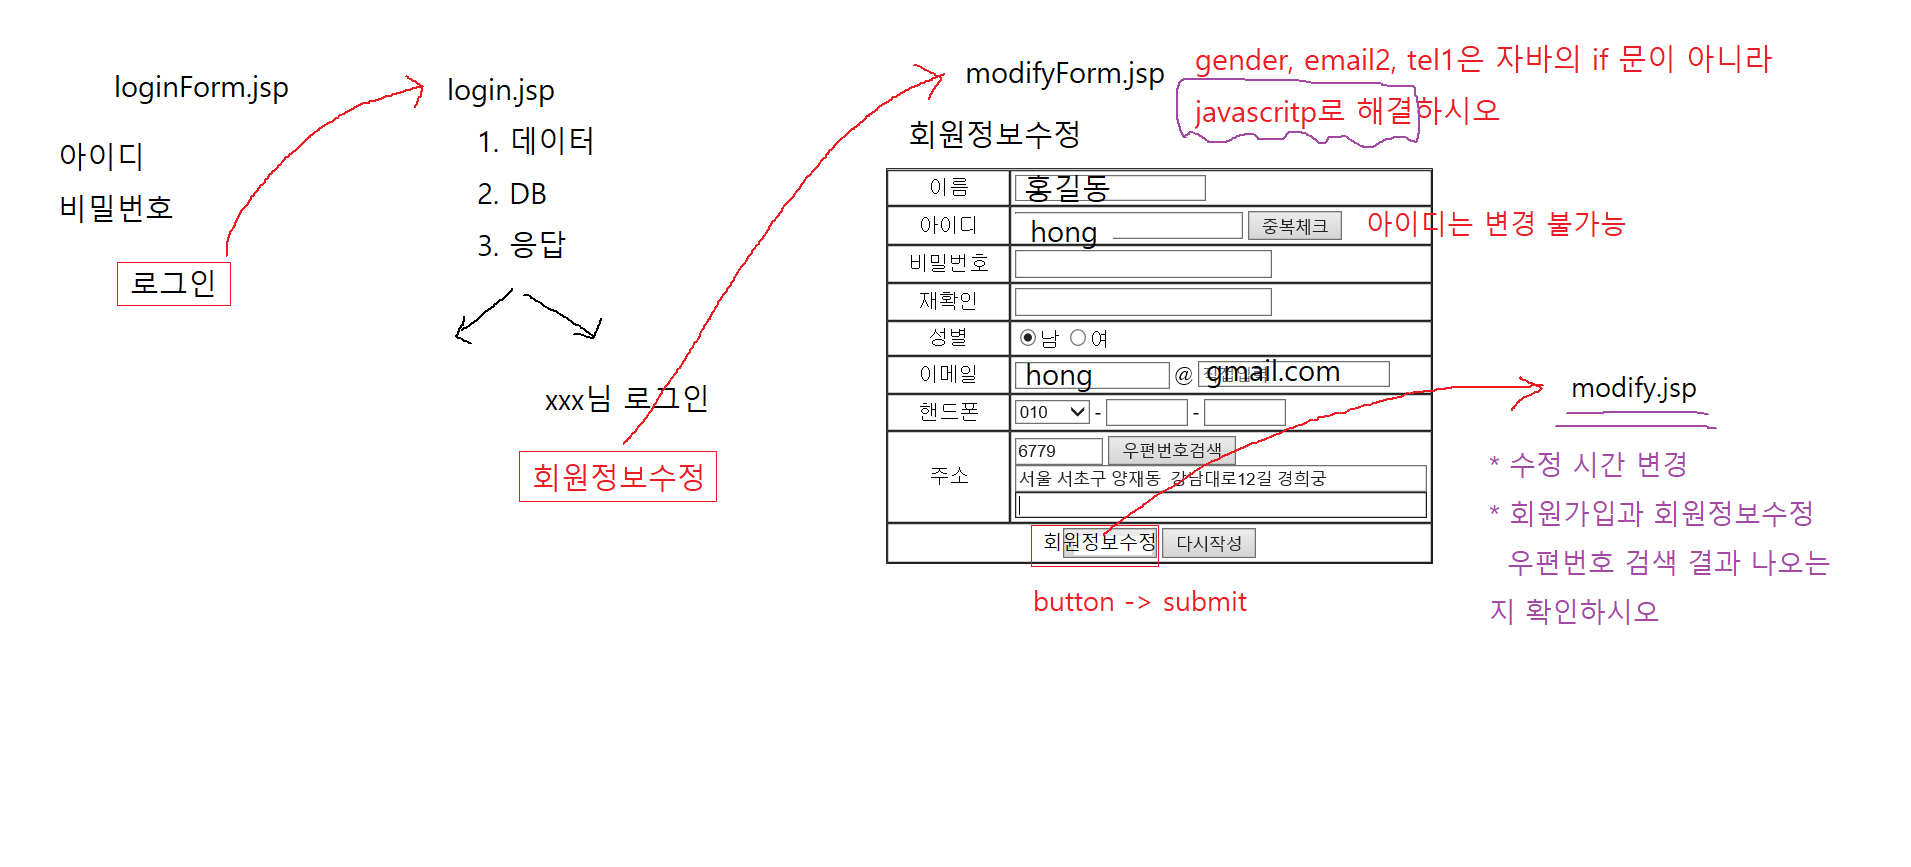 loginForm.jsp
아이디
비밀번호
로그인
login.jsp
1. 데이터
2. DB
3. 응답
xxx님 로그인
회원정보수정
modifyForm.jsp
gender, email2, tel1은 자바의 if 문이 아니라
javascritp로 해결하시오
회원정보수정
이름 홍길동
아이디 hong 중복체크
아이디는 변경 불가능
비밀번호
재확인
성별 남 여
이메일 hong @ gmail.com
핸드폰 010 - -
주소 6779 우편번호검색
서울 서초구 양재동 강남대로12길 경희궁
회원정보수정 다시작성
button -> submit
modify.jsp
* 수정 시간 변경
* 회원가입과 회원정보수정
우편번호 검색 결과 나오는
지 확인하시오